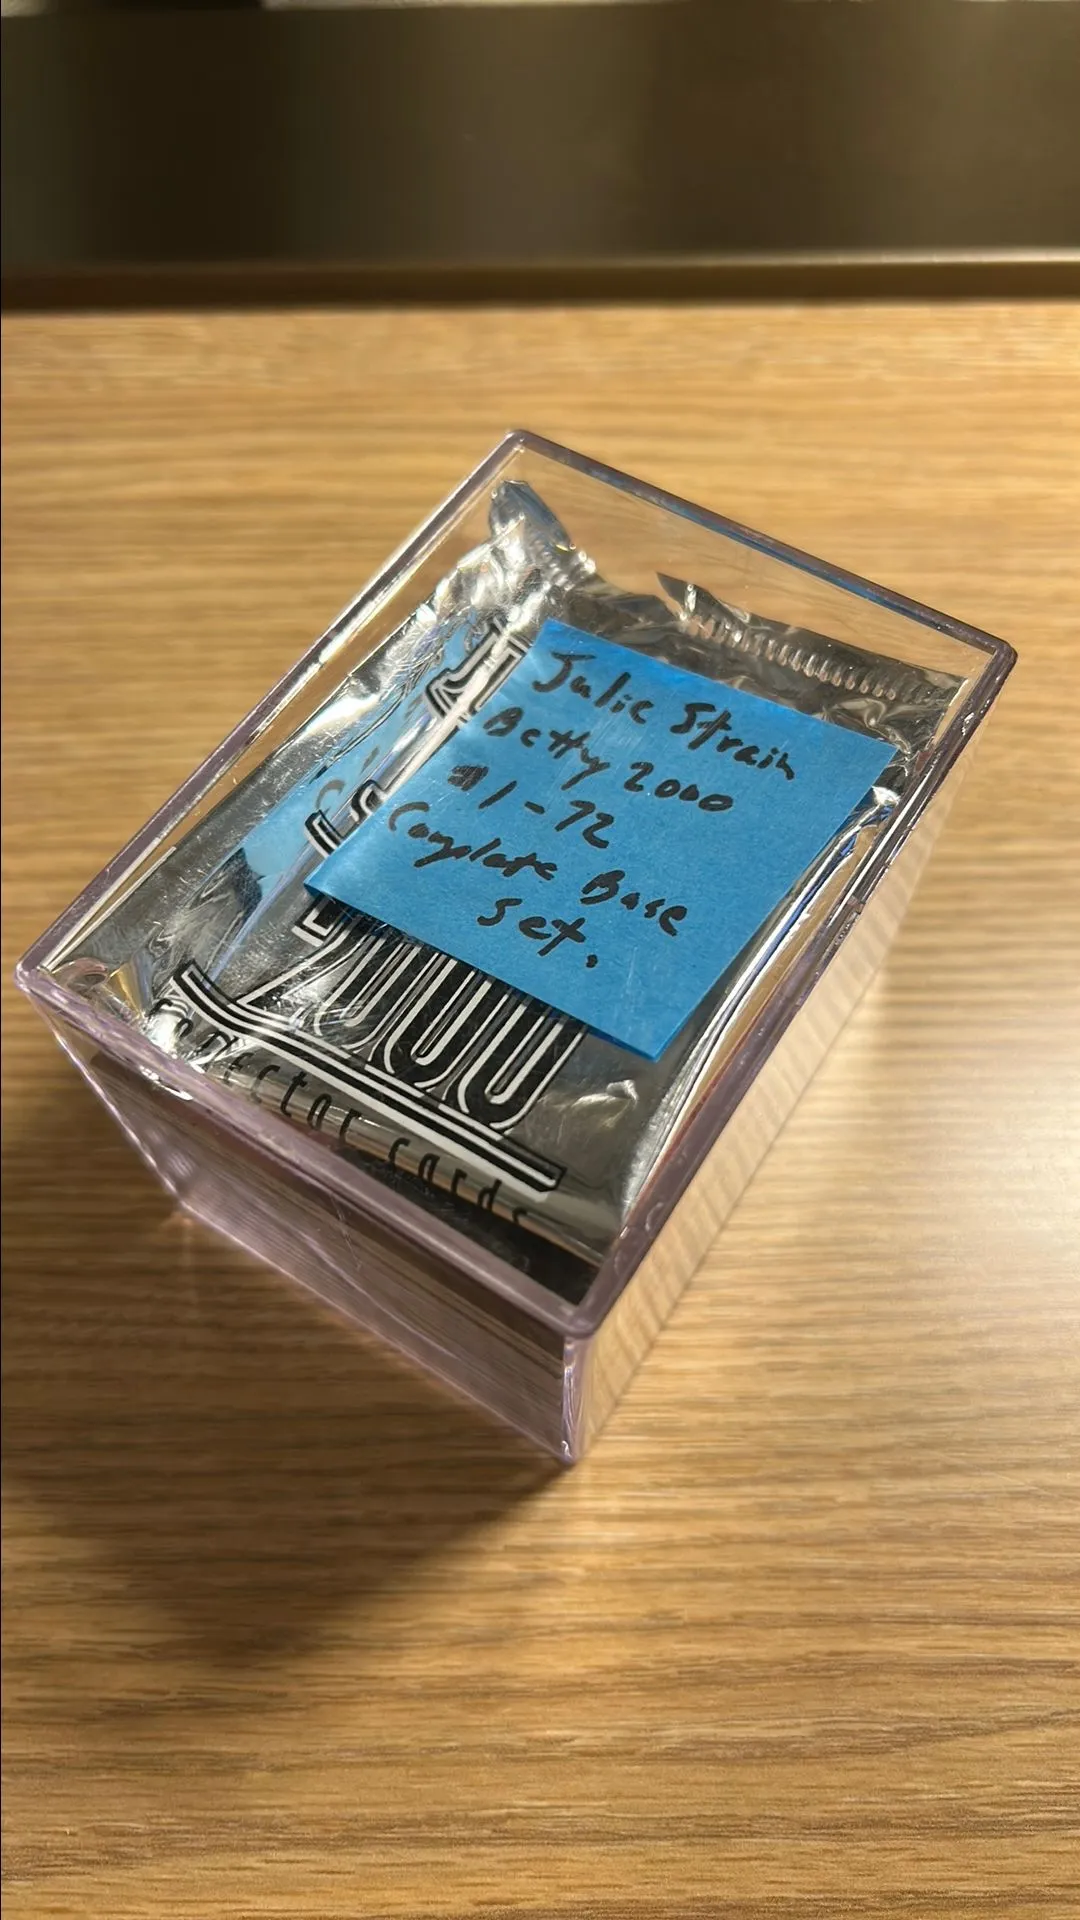 Julie Strain
Betty 2000
#1-72
Complete Base
Set.
2000
collector cards